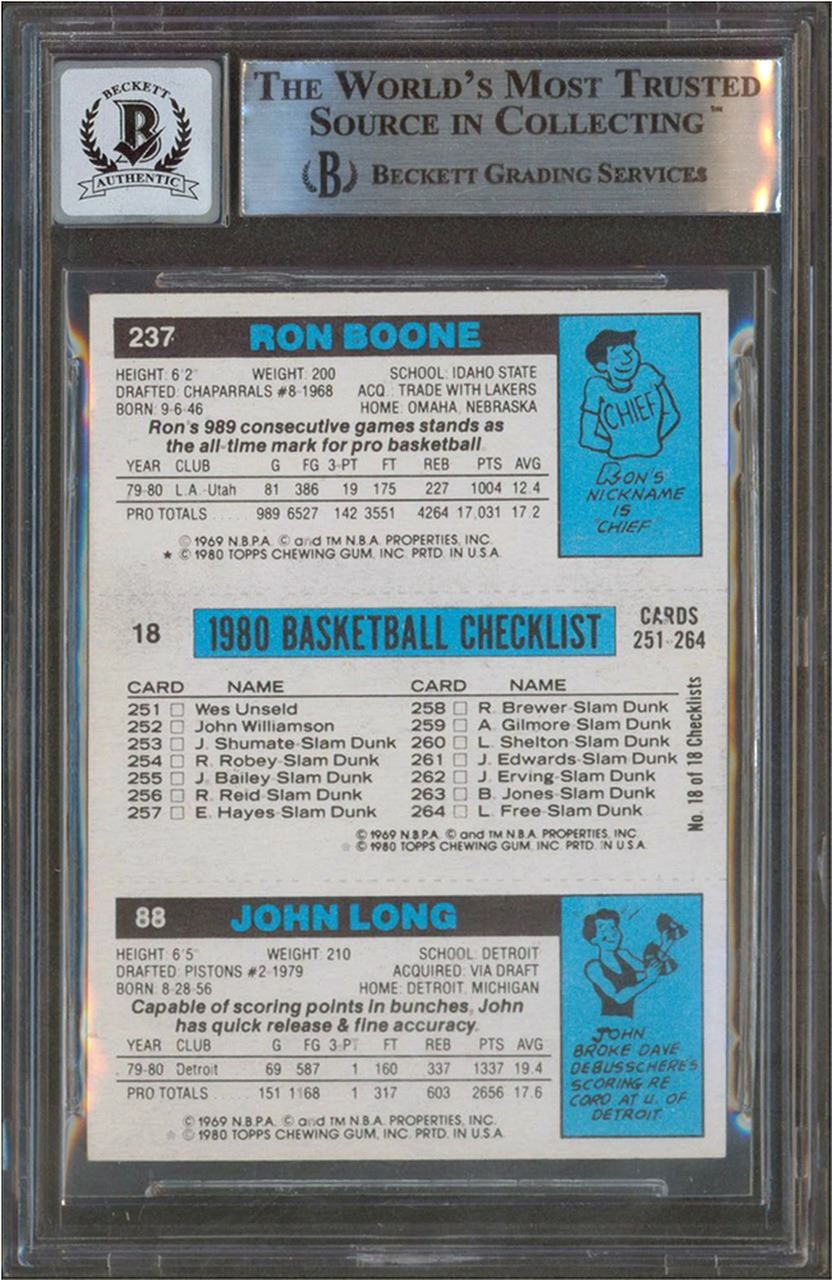 BECKETT
B
AUTHENTIC
THE WORLD'S MOST TRUSTED
SOURCE IN COLLECTING™
B BECKETT GRADING SERVICES
237 RON BOONE
HEIGHT: 6'2" WEIGHT: 200 SCHOOL: IDAHO STATE
DRAFTED: CHAPARRALS #8-1968 ACQ.: TRADE WITH LAKERS
BORN: 9-6-46 HOME: OMAHA, NEBRASKA
Ron's 989 consecutive games stands as
the all-time mark for pro basketball.
YEAR CLUB G FG 3-PT FT REB PTS AVG
79-80 L.A.-Utah 81 386 19 175 227 1004 12.4
PRO TOTALS ..... 989 6527 142 3551 4264 17,031 17.2
© 1969 N.B.P.A. © and TM N.B.A. PROPERTIES, INC.
★ © 1980 TOPPS CHEWING GUM, INC. PRTD. IN U.S.A.
CHIEF
RON'S
NICKNAME
IS
"CHIEF"
18 1980 BASKETBALL CHECKLIST CARDS
251-264
CARD NAME
251 □ Wes Unseld
252 □ John Williamson
253 □ J. Shumate-Slam Dunk
254 □ R. Robey-Slam Dunk
255 □ J. Bailey-Slam Dunk
256 □ R. Reid-Slam Dunk
257 □ E. Hayes-Slam Dunk
CARD NAME
258 □ R. Brewer-Slam Dunk
259 □ A. Gilmore-Slam Dunk
260 □ L. Shelton-Slam Dunk
261 □ J. Edwards-Slam Dunk
262 □ J. Erving-Slam Dunk
263 □ B. Jones-Slam Dunk
264 □ L. Free-Slam Dunk
No. 18 of 18 Checklists
© 1969 N.B.P.A. © and TM N.B.A. PROPERTIES, INC.
★ © 1980 TOPPS CHEWING GUM, INC. PRTD. IN U.S.A.
88 JOHN LONG
HEIGHT: 6'5" WEIGHT: 210 SCHOOL: DETROIT
DRAFTED: PISTONS #2-1979 ACQUIRED: VIA DRAFT
BORN: 8-28-56 HOME: DETROIT, MICHIGAN
Capable of scoring points in bunches, John
has quick release & fine accuracy.
YEAR CLUB G FG 3-PT FT REB PTS AVG
79-80 Detroit 69 587 1 160 337 1337 19.4
PRO TOTALS ..... 151 1168 1 317 603 2656 17.6
© 1969 N.B.P.A. © and TM N.B.A. PROPERTIES, INC.
★ © 1980 TOPPS CHEWING GUM, INC. PRTD. IN U.S.A.
JOHN
BROKE DAVE
DEBUSSCHERE'S
SCORING RE-
CORD AT U. OF
DETROIT.